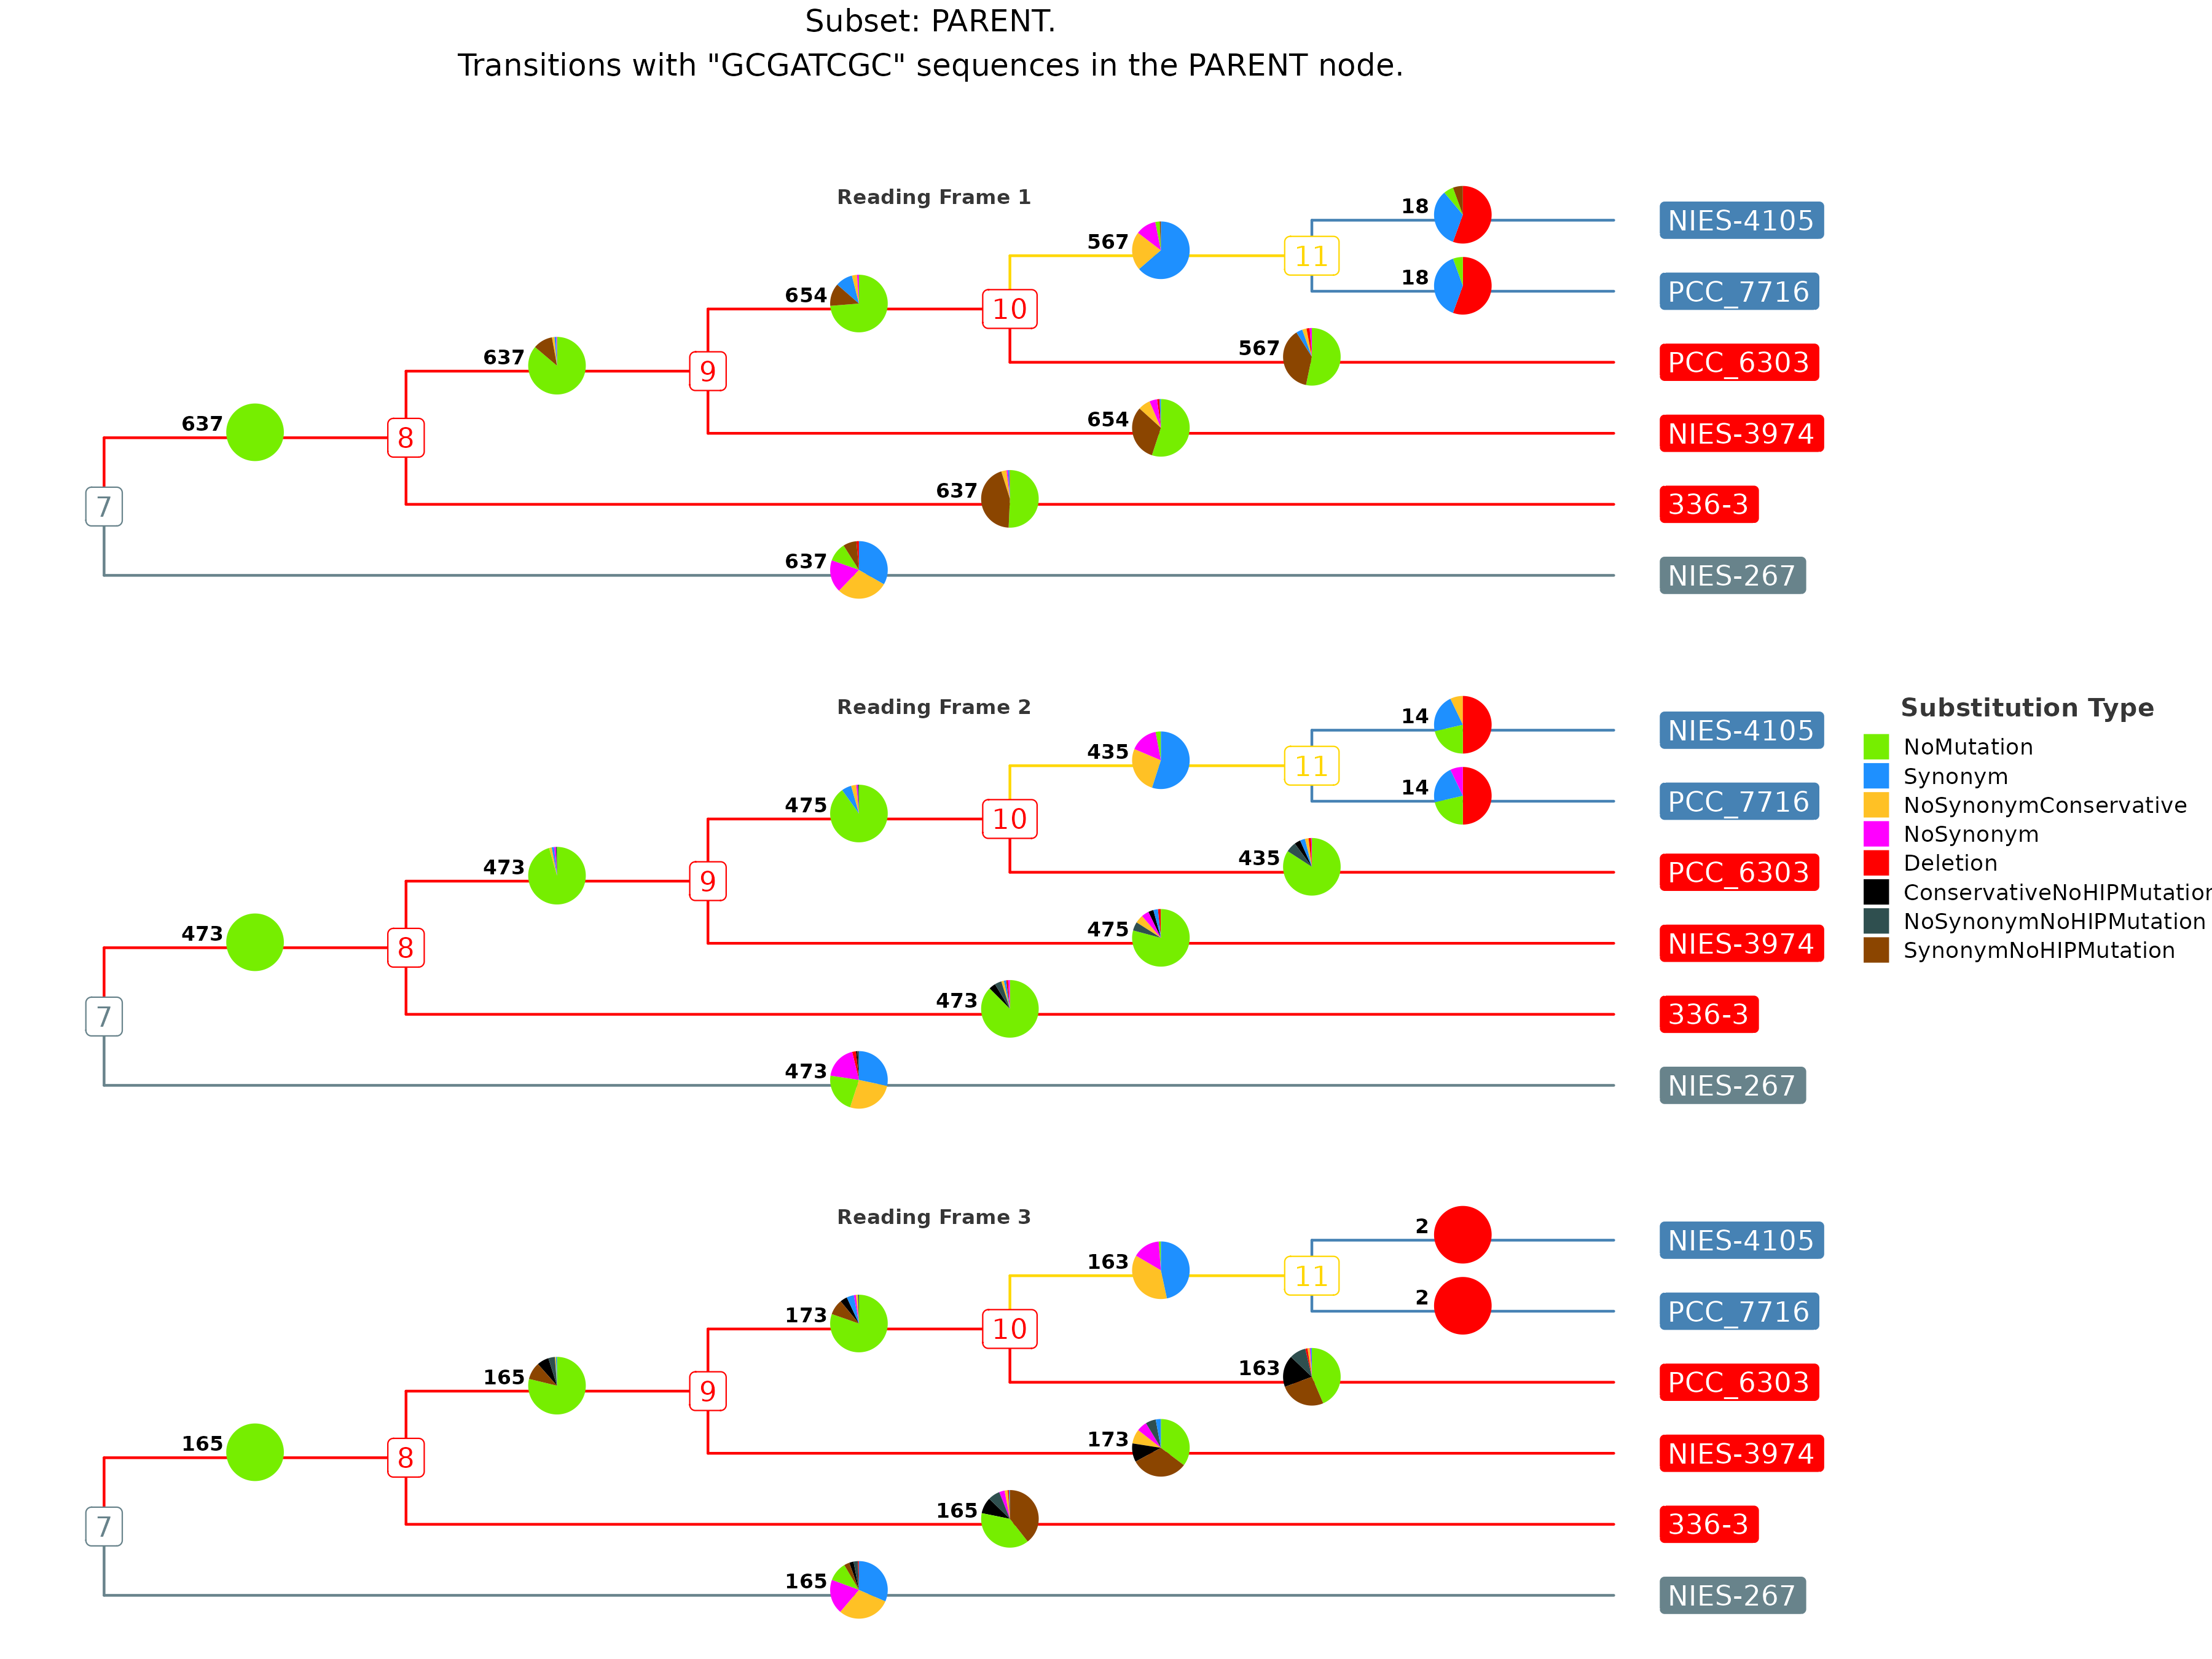 Subset: PARENT.
Transitions with "GCGATCGC" sequences in the PARENT node.
Reading Frame 1
18
NIES-4105
567
11
18
PCC_7716
654
10
567
PCC_6303
637
9
654
NIES-3974
637
8
637
336-3
7
637
NIES-267
Reading Frame 2
14
NIES-4105
435
11
14
PCC_7716
475
10
435
PCC_6303
473
9
475
NIES-3974
473
8
473
336-3
7
473
NIES-267
Substitution Type
NoMutation
Synonym
NoSynonymConservative
NoSynonym
Deletion
ConservativeNoHIPMutation
NoSynonymNoHIPMutation
SynonymNoHIPMutation
Reading Frame 3
2
NIES-4105
163
11
2
PCC_7716
173
10
163
PCC_6303
165
9
173
NIES-3974
165
8
165
336-3
7
165
NIES-267